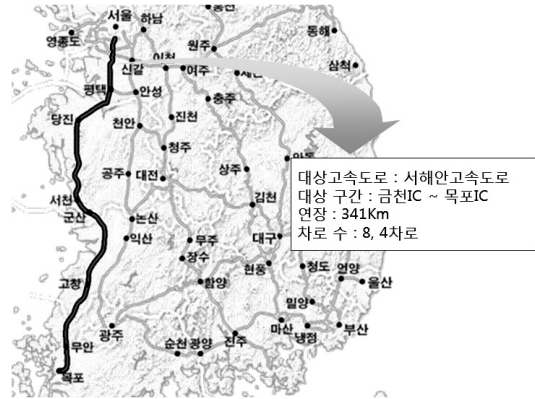 홍천
서울
하남
영종도
원주
동해
신갈
이천
여주
제천
삼척
평택
안성
충주
당진
천안
진천
청주
안동
공주
대전
상주
서천
군산
논산
김천
익산
무주
대구
장수
현풍
청도
언양
울산
고창
함양
밀양
광주
마산
냉정
부산
무안
순천
광양
진주
목포
대상고속도로 : 서해안고속도로
대상 구간 : 금천IC ~ 목포IC
연장 : 341Km
차로 수 : 8, 4차로